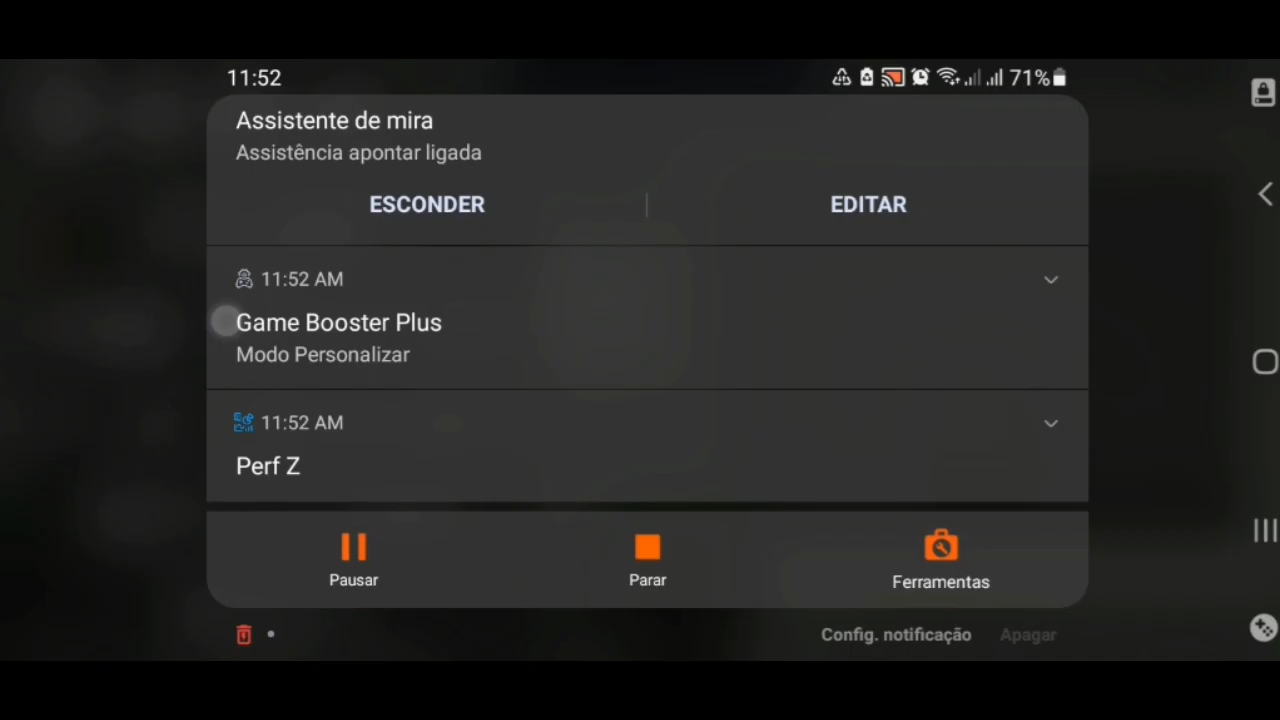 11:52
71%
Assistente de mira
Assistência apontar ligada
ESCONDER
EDITAR
11:52 AM
Game Booster Plus
Modo Personalizar
11:52 AM
Perf Z
Pausar
Parar
Ferramentas
Config. notificação
Apagar